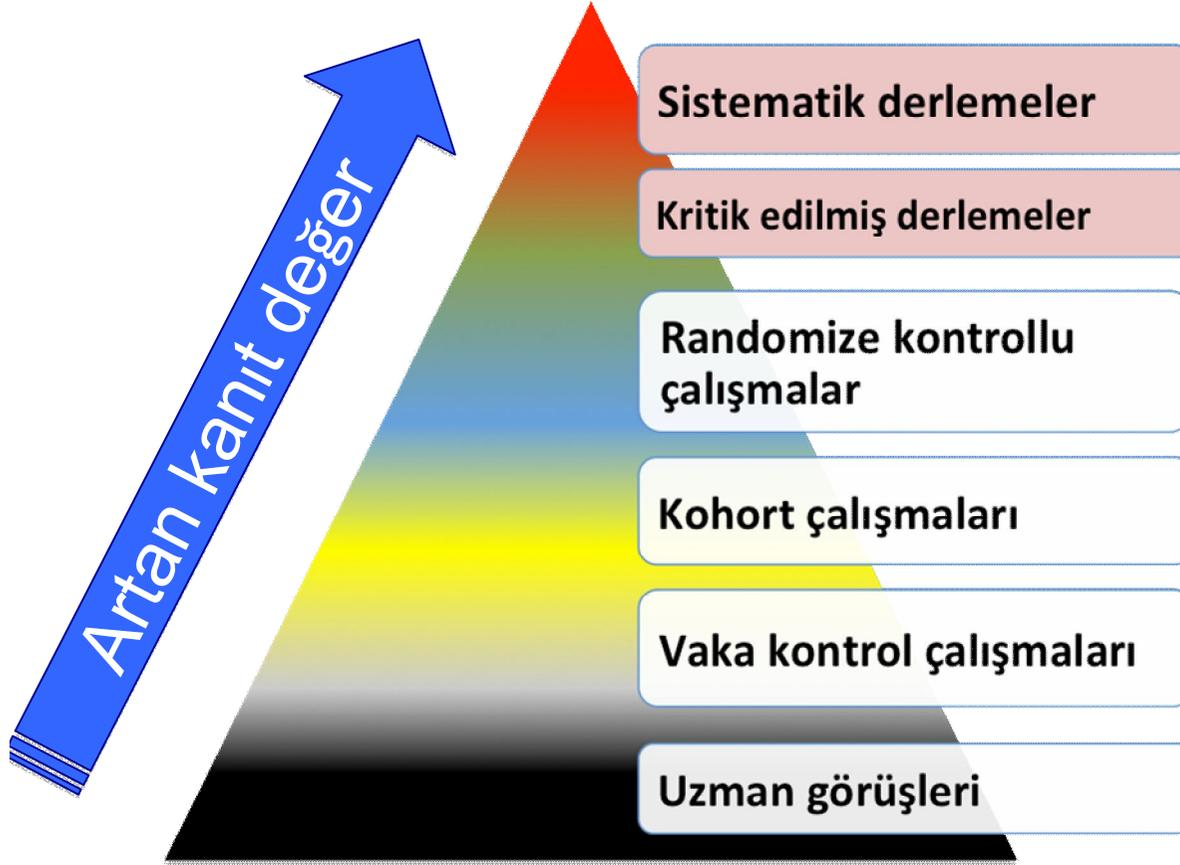 Artan kanıt değer
Sistematik derlemeler
Kritik edilmiş derlemeler
Randomize kontrollu
çalışmalar
Kohort çalışmaları
Vaka kontrol çalışmaları
Uzman görüşleri